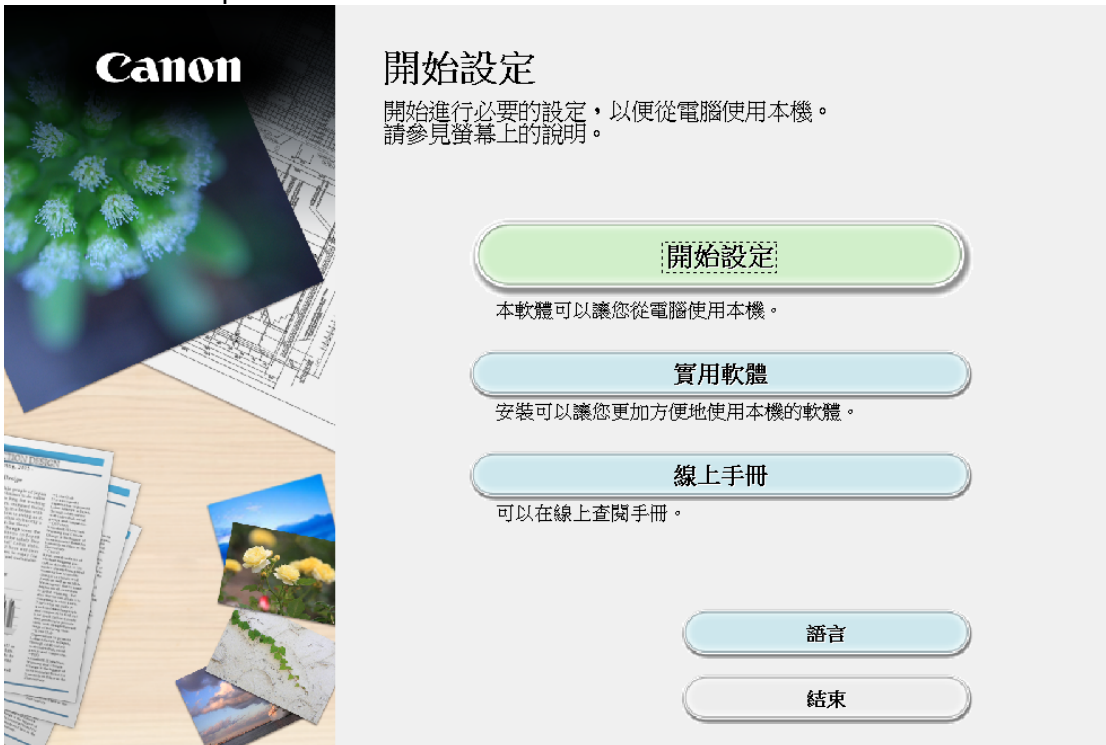 Canon
開始設定
開始進行必要的設定，以便從電腦使用本機。
請參見螢幕上的說明。
開始設定
本軟體可以讓您從電腦使用本機。
實用軟體
安裝可以讓您更加方便地使用本機的軟體。
線上手冊
可以在線上查閱手冊。
語言
結束